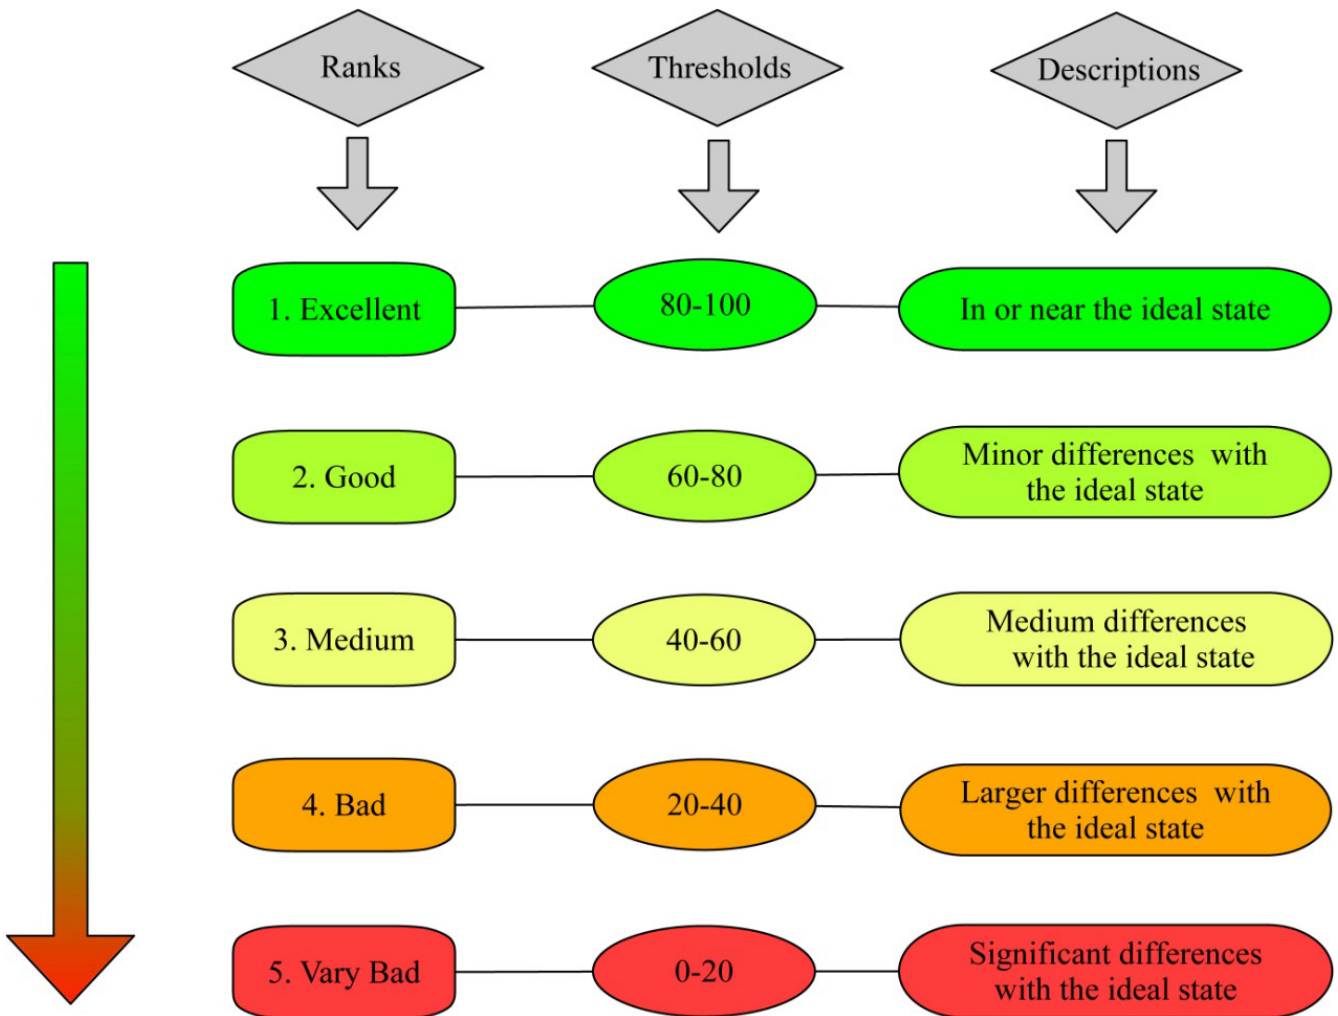 Ranks
Thresholds
Descriptions
1. Excellent
80-100
In or near the ideal state
2. Good
60-80
Minor differences  with
the ideal state
3. Medium
40-60
Medium differences
with the ideal state
4. Bad
20-40
Larger differences  with
the ideal state
5. Vary Bad
0-20
Significant differences
with the ideal state